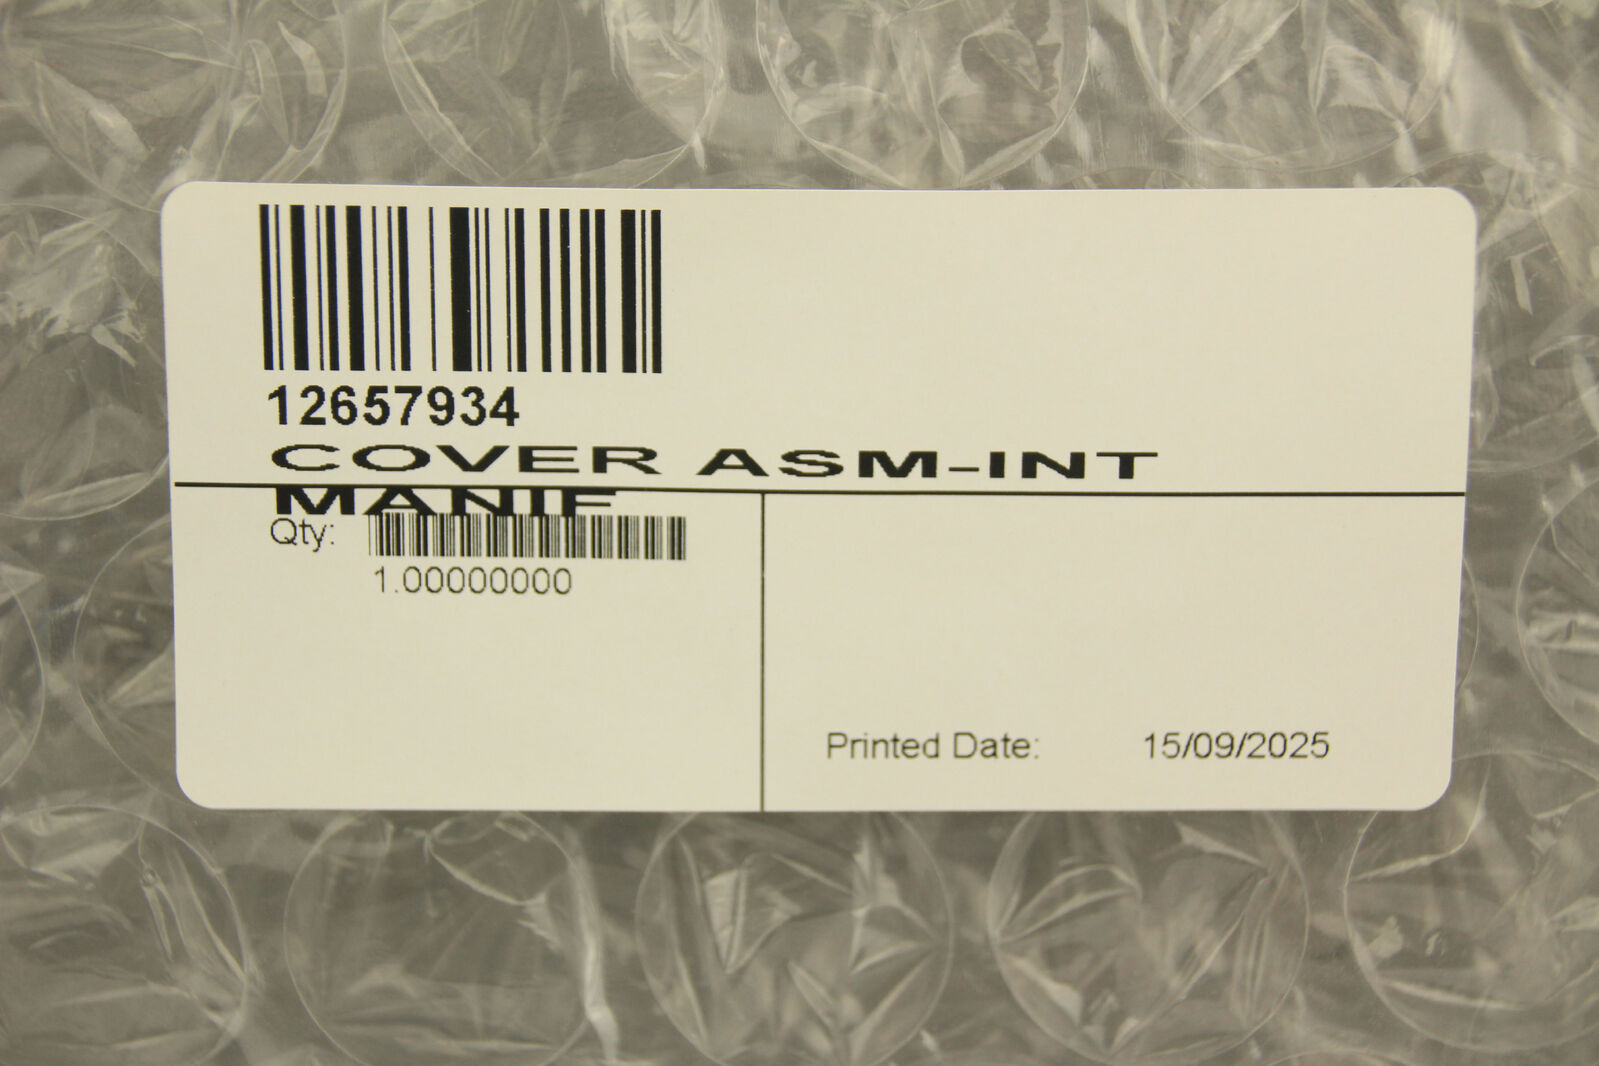 12657934
COVER ASM-INT
MANIF
Qty:
1.00000000
Printed Date: 15/09/2025